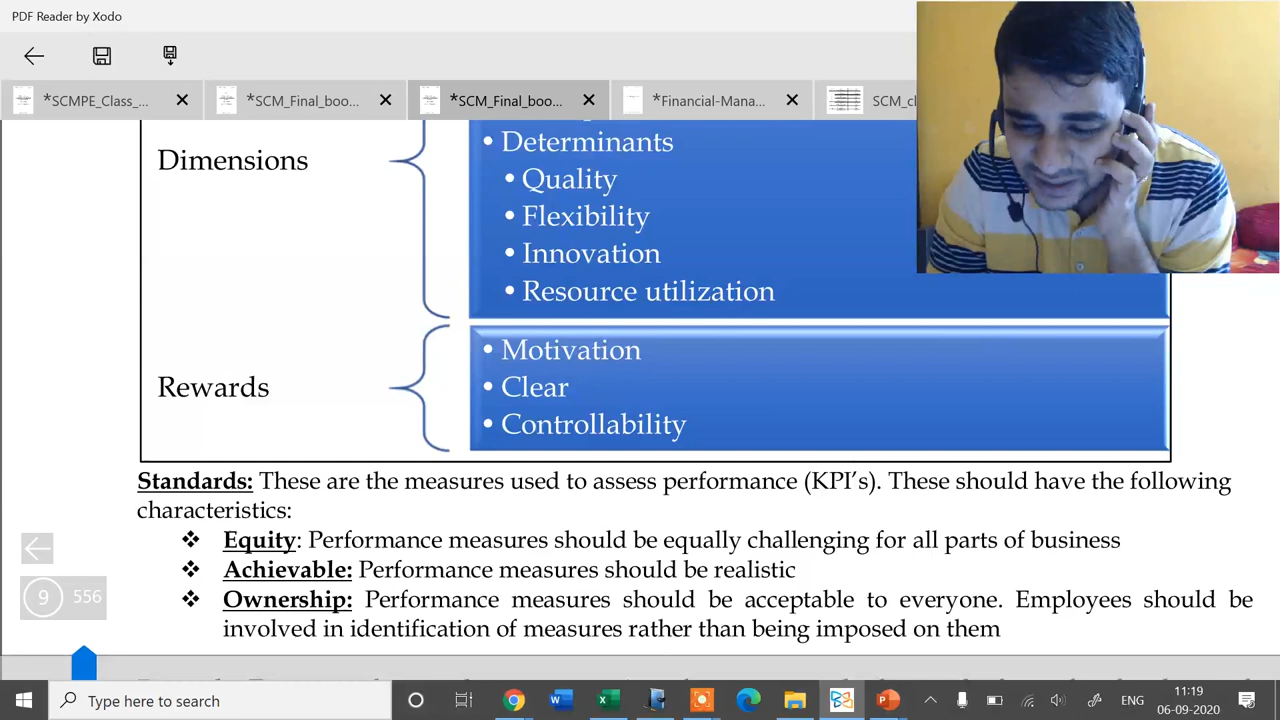 PDF Reader by Xodo
*SCMPE_Class_...
*SCM_Final_boo...
*SCM_Final_boo...
*Financial-Mana...
SCM_cl
Dimensions
• Determinants
• Quality
• Flexibility
• Innovation
• Resource utilization
Rewards
• Motivation
• Clear
• Controllability
Standards: These are the measures used to assess performance (KPI's). These should have the following
characteristics:
❖ Equity: Performance measures should be equally challenging for all parts of business
❖ Achievable: Performance measures should be realistic
❖ Ownership: Performance measures should be acceptable to everyone. Employees should be
involved in identification of measures rather than being imposed on them
9 556
Type here to search
ENG
11:19
06-09-2020